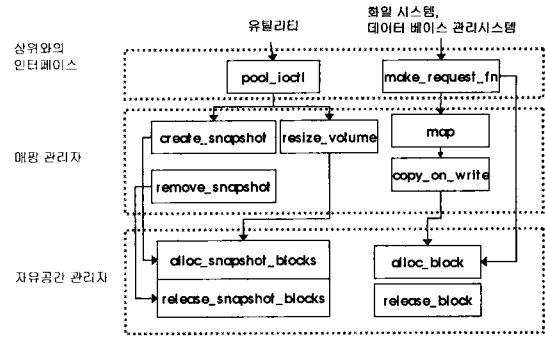 유틸리티
화일 시스템,
데이터 베이스 관리시스템
상위와의
인터페이스
pool_ioctl
make_request_fn
매핑 관리자
create_snapshot
resize_volume
map
remove_snapshot
copy_on_write
자유공간 관리자
alloc_snapshot_blocks
alloc_block
release_snapshot_blocks
release_block